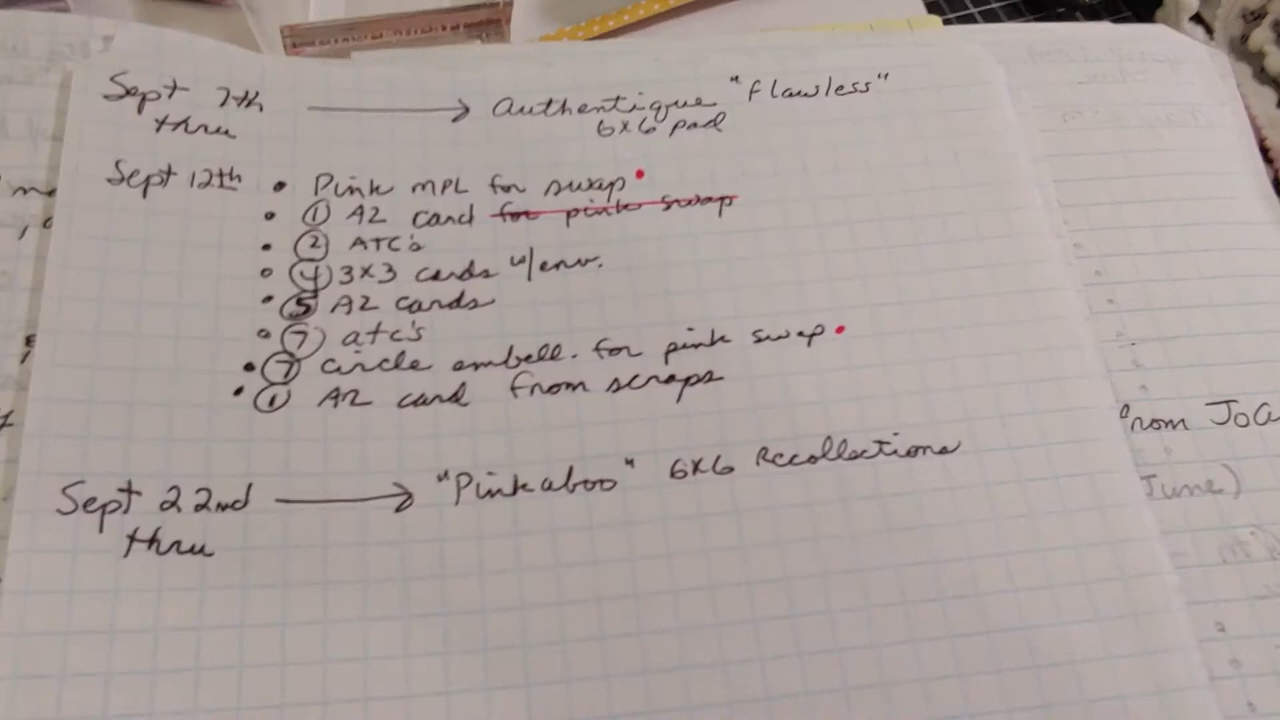 Sept 7th → Authentique "Flawless"
thru 6x6 pad
Sept 12th • Pink MPL for swap •
• ① A2 card for pink swap
• ② ATC's
• ④ 3x3 cards w/env.
• ⑤ A2 cards
• ⑦ atc's
• ⑦ circle embell. for pink swap •
• ① A2 card from scraps
Sept 22nd → "Pinkaboo" 6x6 Recollections
thru
from JoA
June)